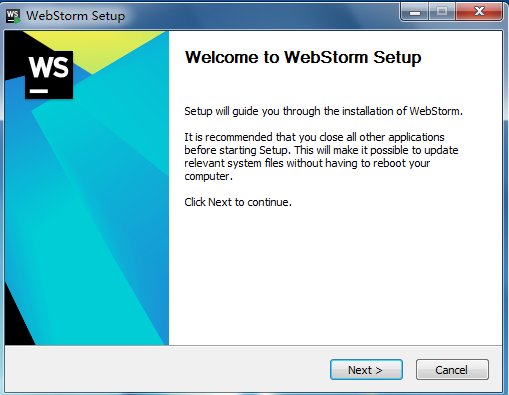 WebStorm Setup
WS
Welcome to WebStorm Setup
Setup will guide you through the installation of WebStorm.
It is recommended that you close all other applications
before starting Setup. This will make it possible to update
relevant system files without having to reboot your
computer.
Click Next to continue.
Next >
Cancel